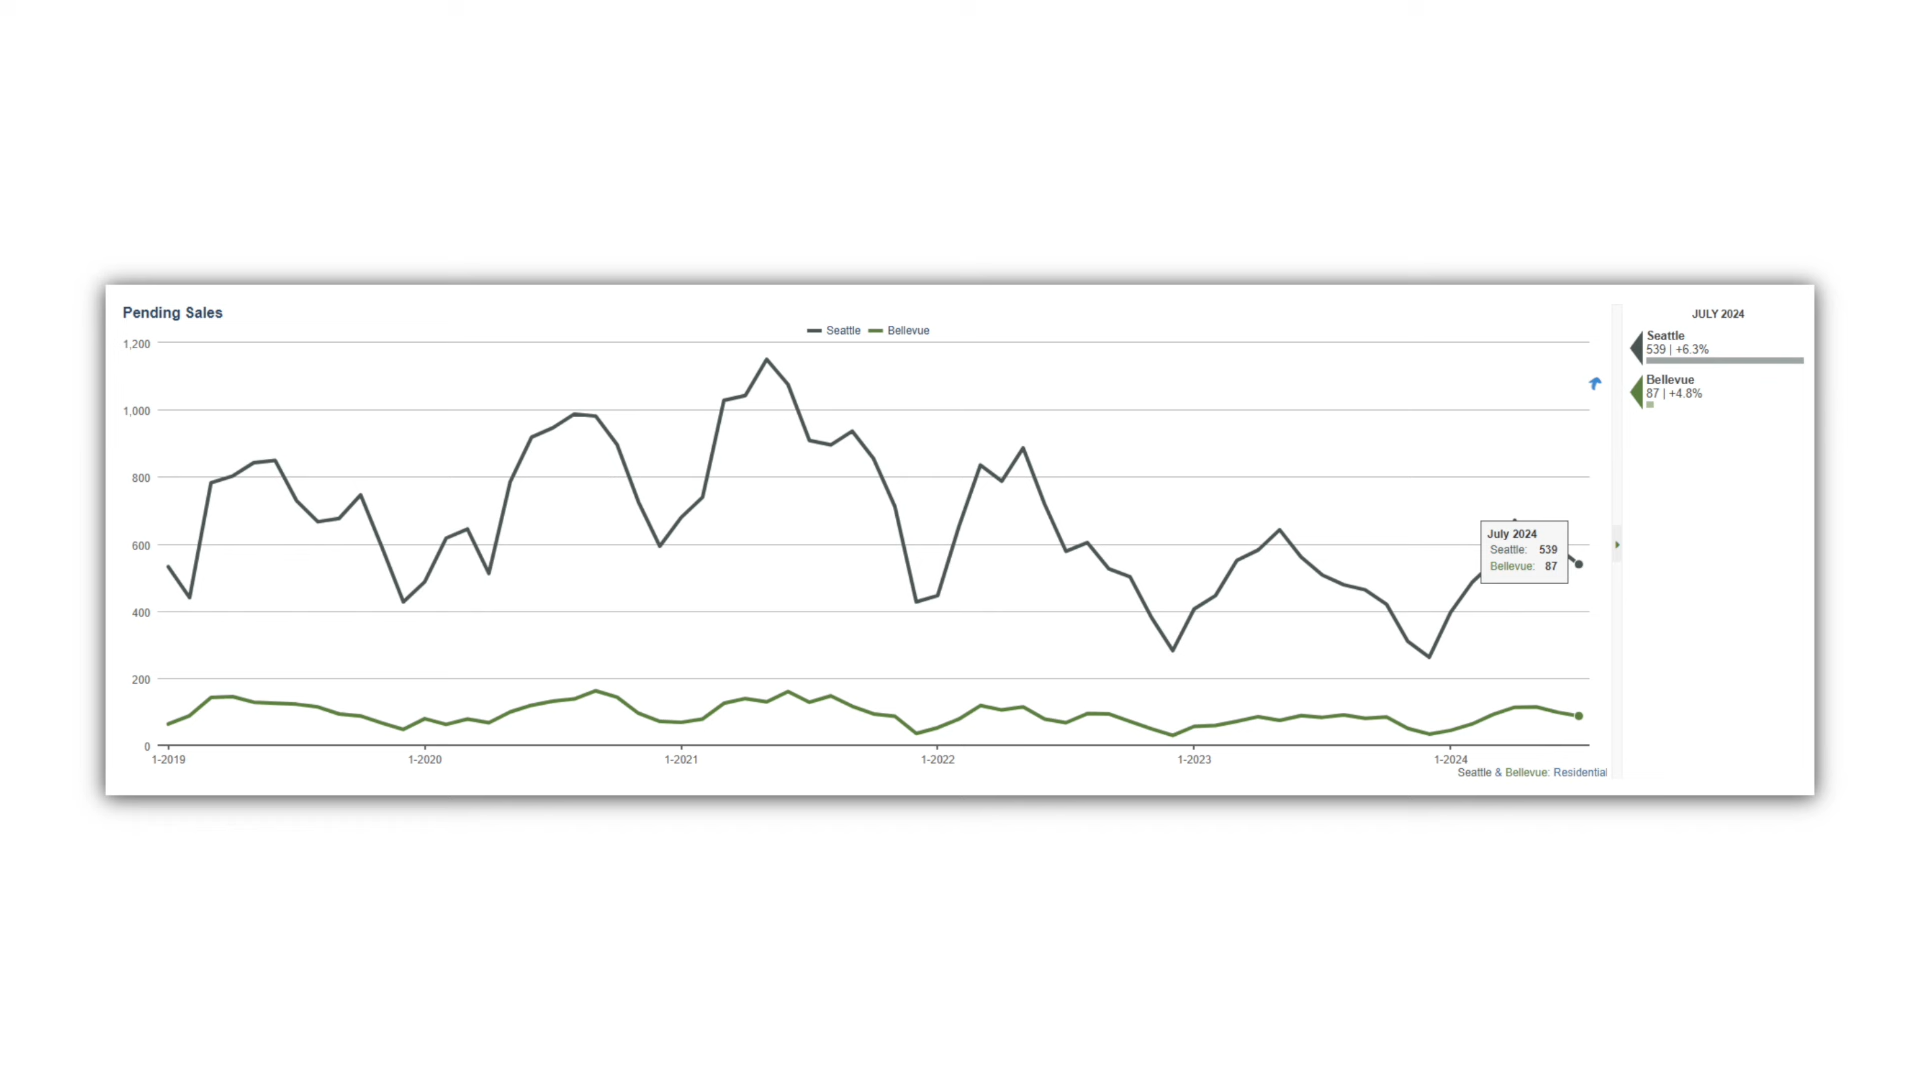 Pending Sales
Seattle Bellevue
1,200
1,000
800
600
400
200
0
1-2019 1-2020 1-2021 1-2022 1-2023 1-2024
July 2024
Seattle: 539
Bellevue: 87
Seattle & Bellevue: Residential
JULY 2024
Seattle
539 | +6.3%
Bellevue
87 | +4.8%